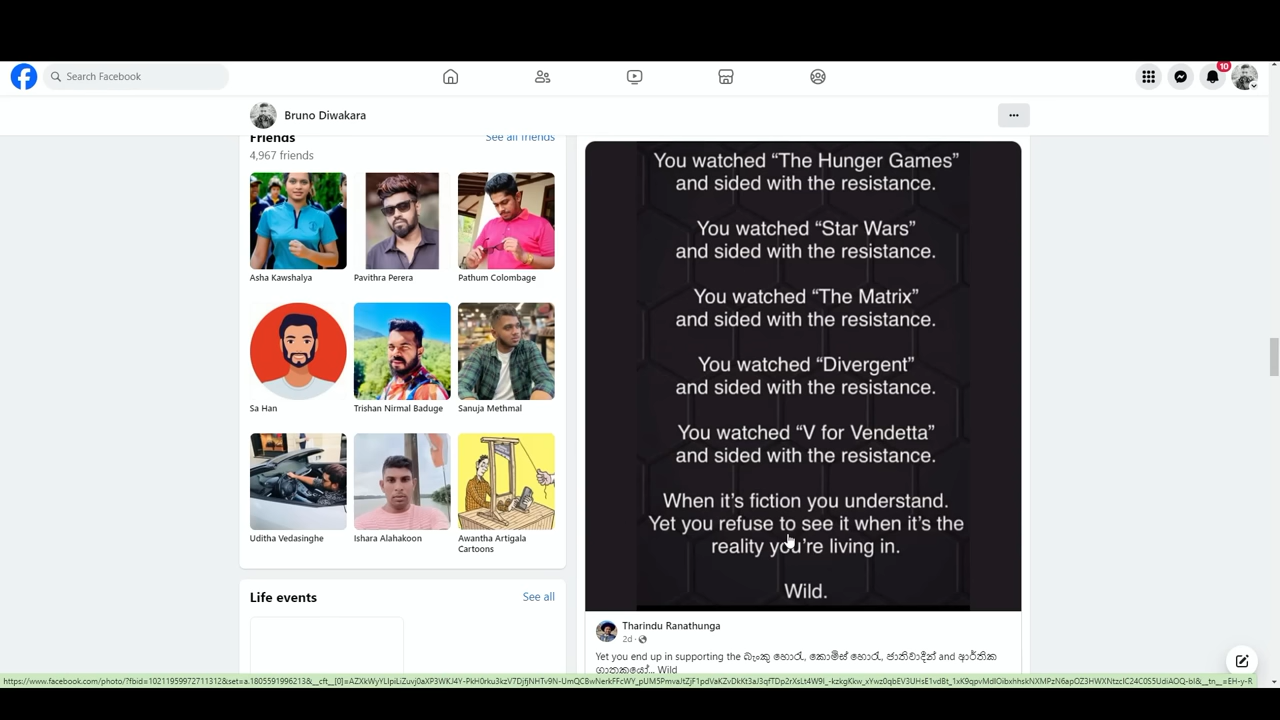 Search Facebook
10
Bruno Diwakara
...
Friends
See all friends
4,967 friends
Asha Kawshalya
Pavithra Perera
Pathum Colombage
Sa Han
Trishan Nirmal Baduge
Sanuja Methmal
Uditha Vedasinghe
Ishara Alahakoon
Awantha Artigala
Cartoons
Life events
See all
You watched “The Hunger Games”
and sided with the resistance.
You watched “Star Wars”
and sided with the resistance.
You watched “The Matrix”
and sided with the resistance.
You watched “Divergent”
and sided with the resistance.
You watched “V for Vendetta”
and sided with the resistance.
When it’s fiction you understand.
Yet you refuse to see it when it’s the
reality you’re living in.
Wild.
Tharindu Ranathunga
2d ·
Yet you end up in supporting the බැංකු හොරු, කොමිස් හොරු, ජාතිවාදීන් and ආර්ථික
ඝාතකයෝ... Wild